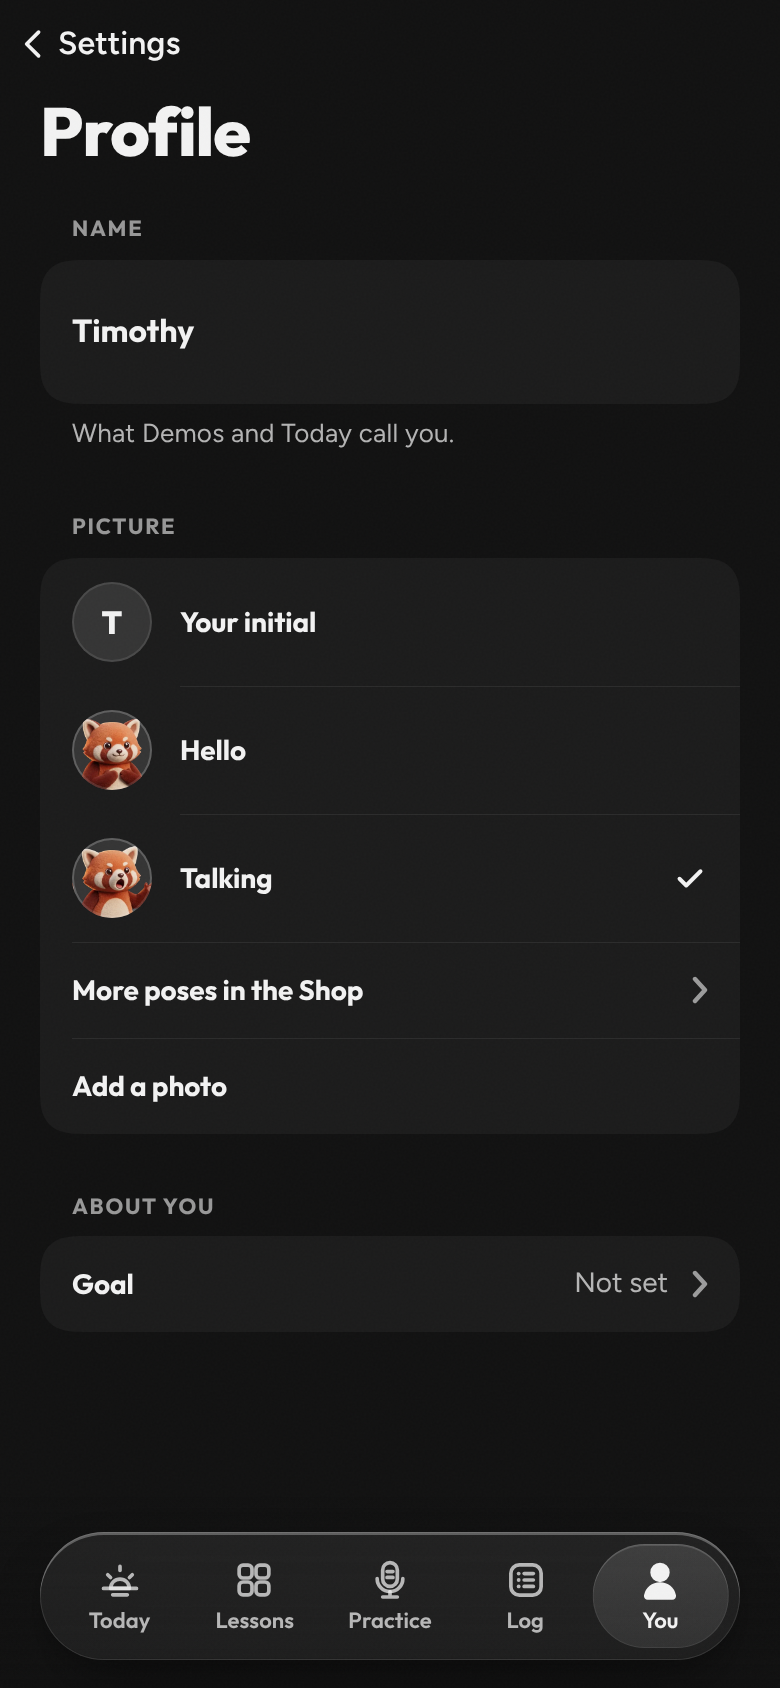 Settings
Profile
NAME
Timothy
What Demos and Today call you.
PICTURE
T
Your initial
Hello
Talking
More poses in the Shop
Add a photo
ABOUT YOU
Goal
Not set
Today
Lessons
Practice
Log
You